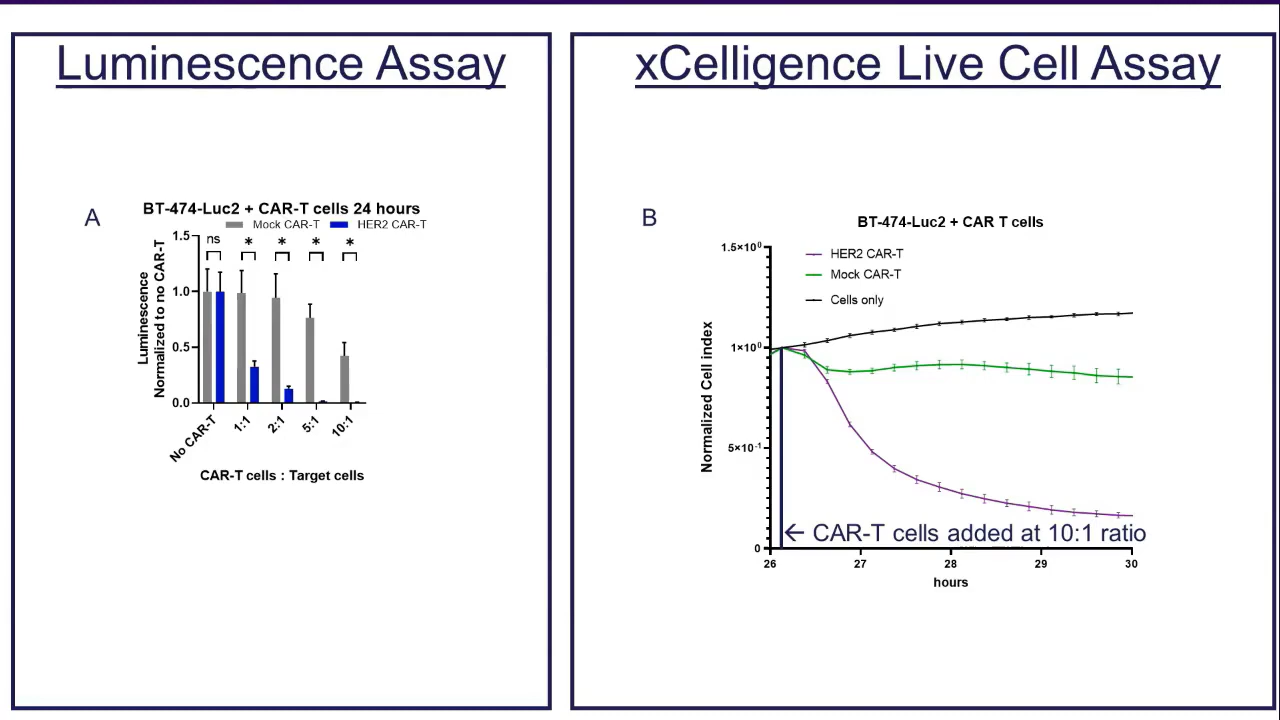 Luminescence Assay
A
BT-474-Luc2 + CAR-T cells 24 hours
Mock CAR-T
HER2 CAR-T
Luminescence
Normalized to no CAR-T
1.5
1.0
0.5
0.0
ns
*
*
*
*
No CAR-T
1:1
2:1
5:1
10:1
CAR-T cells : Target cells
xCelligence Live Cell Assay
B
BT-474-Luc2 + CAR T cells
HER2 CAR-T
Mock CAR-T
Cells only
Normalized Cell index
1.5×10⁰
1×10⁰
5×10⁻¹
0
← CAR-T cells added at 10:1 ratio
26
27
28
29
30
hours